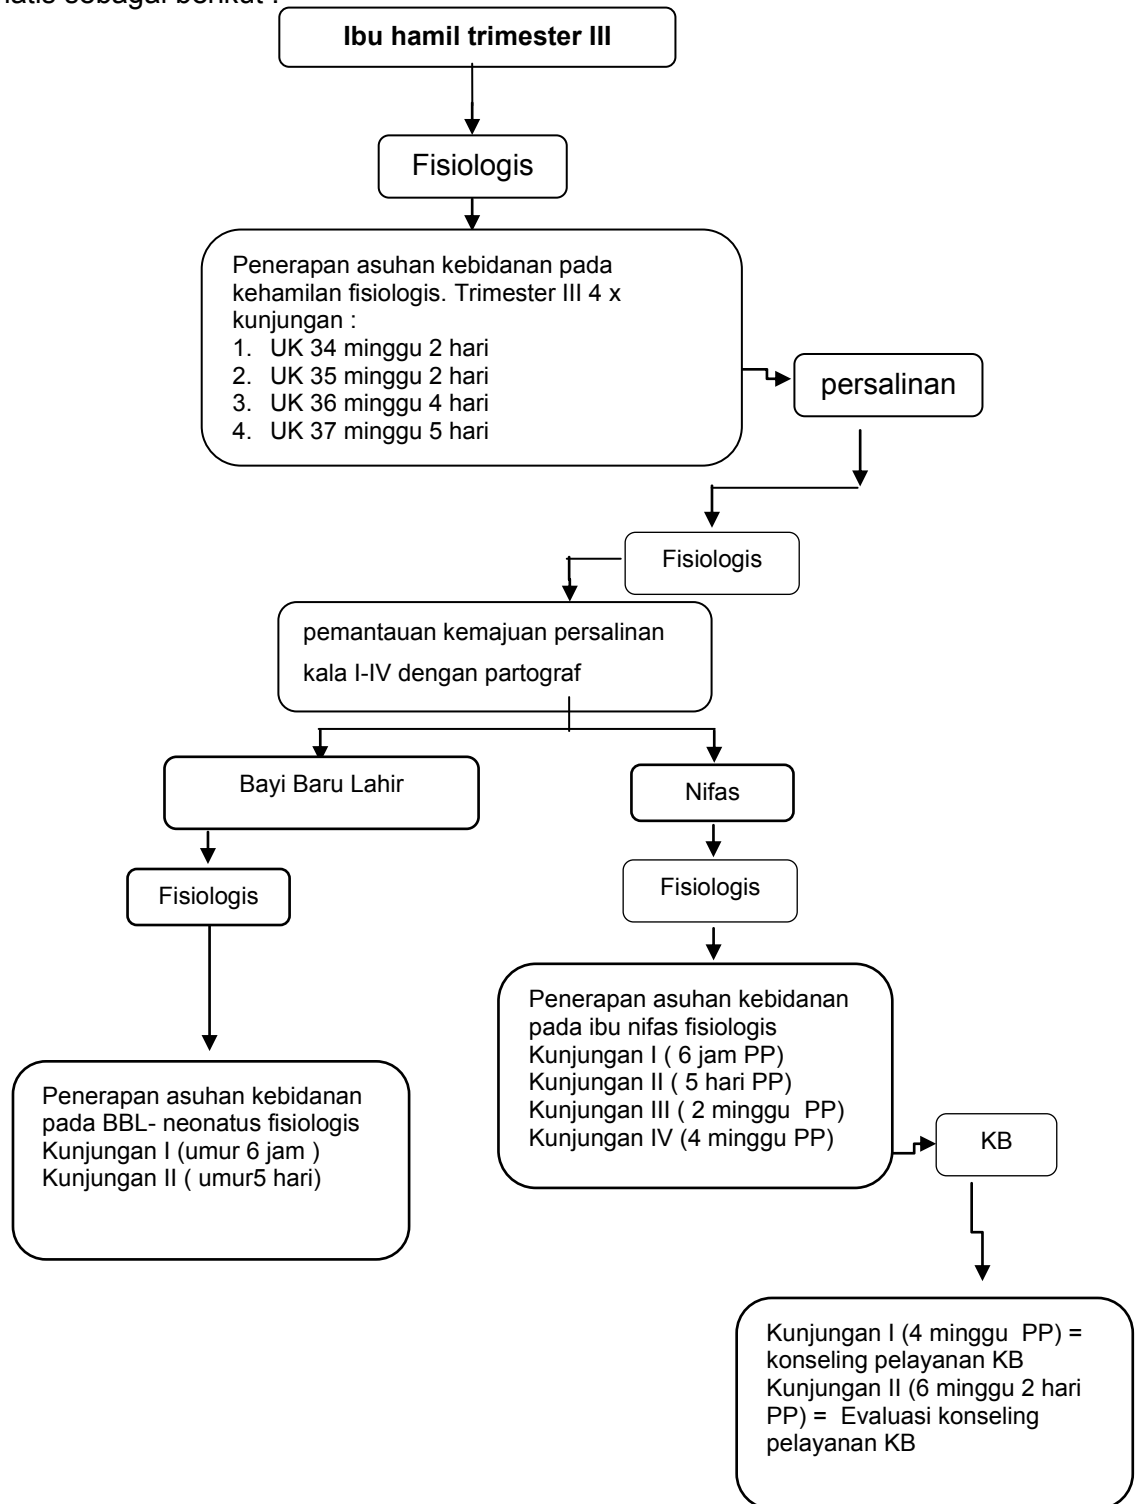 sebagai berikut :
Ibu hamil trimester III
Fisiologis
Penerapan asuhan kebidanan pada
kehamilan fisiologis. Trimester III 4 x
kunjungan :
1. UK 34 minggu 2 hari
2. UK 35 minggu 2 hari
3. UK 36 minggu 4 hari
4. UK 37 minggu 5 hari
persalinan
Fisiologis
pemantauan kemajuan persalinan
kala I-IV dengan partograf
Bayi Baru Lahir
Nifas
Fisiologis
Fisiologis
Penerapan asuhan kebidanan
pada ibu nifas fisiologis
Kunjungan I ( 6 jam PP)
Kunjungan II ( 5 hari PP)
Kunjungan III ( 2 minggu PP)
Kunjungan IV (4 minggu PP)
Penerapan asuhan kebidanan
pada BBL- neonatus fisiologis
Kunjungan I (umur 6 jam )
Kunjungan II ( umur5 hari)
KB
Kunjungan I (4 minggu PP) =
konseling pelayanan KB
Kunjungan II (6 minggu 2 hari
PP) = Evaluasi konseling
pelayanan KB